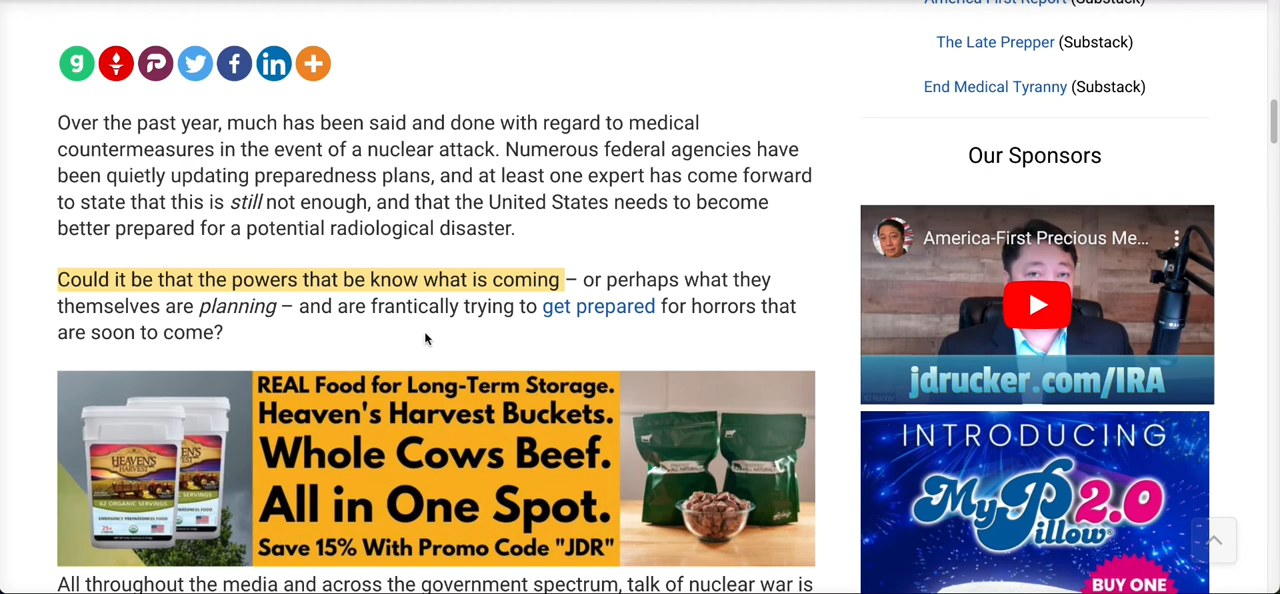 America First Report (Substack)
The Late Prepper (Substack)
End Medical Tyranny (Substack)
Over the past year, much has been said and done with regard to medical
countermeasures in the event of a nuclear attack. Numerous federal agencies have
been quietly updating preparedness plans, and at least one expert has come forward
to state that this is still not enough, and that the United States needs to become
better prepared for a potential radiological disaster.
Could it be that the powers that be know what is coming – or perhaps what they
themselves are planning – and are frantically trying to get prepared for horrors that
are soon to come?
REAL Food for Long-Term Storage.
Heaven's Harvest Buckets.
Whole Cows Beef.
All in One Spot.
Save 15% With Promo Code "JDR"
HEAVEN'S
HARVEST
All throughout the media and across the government spectrum, talk of nuclear war is
Our Sponsors
America-First Precious Me...
jdrucker.com/IRA
INTRODUCING
MyPillow 2.0
BUY ONE